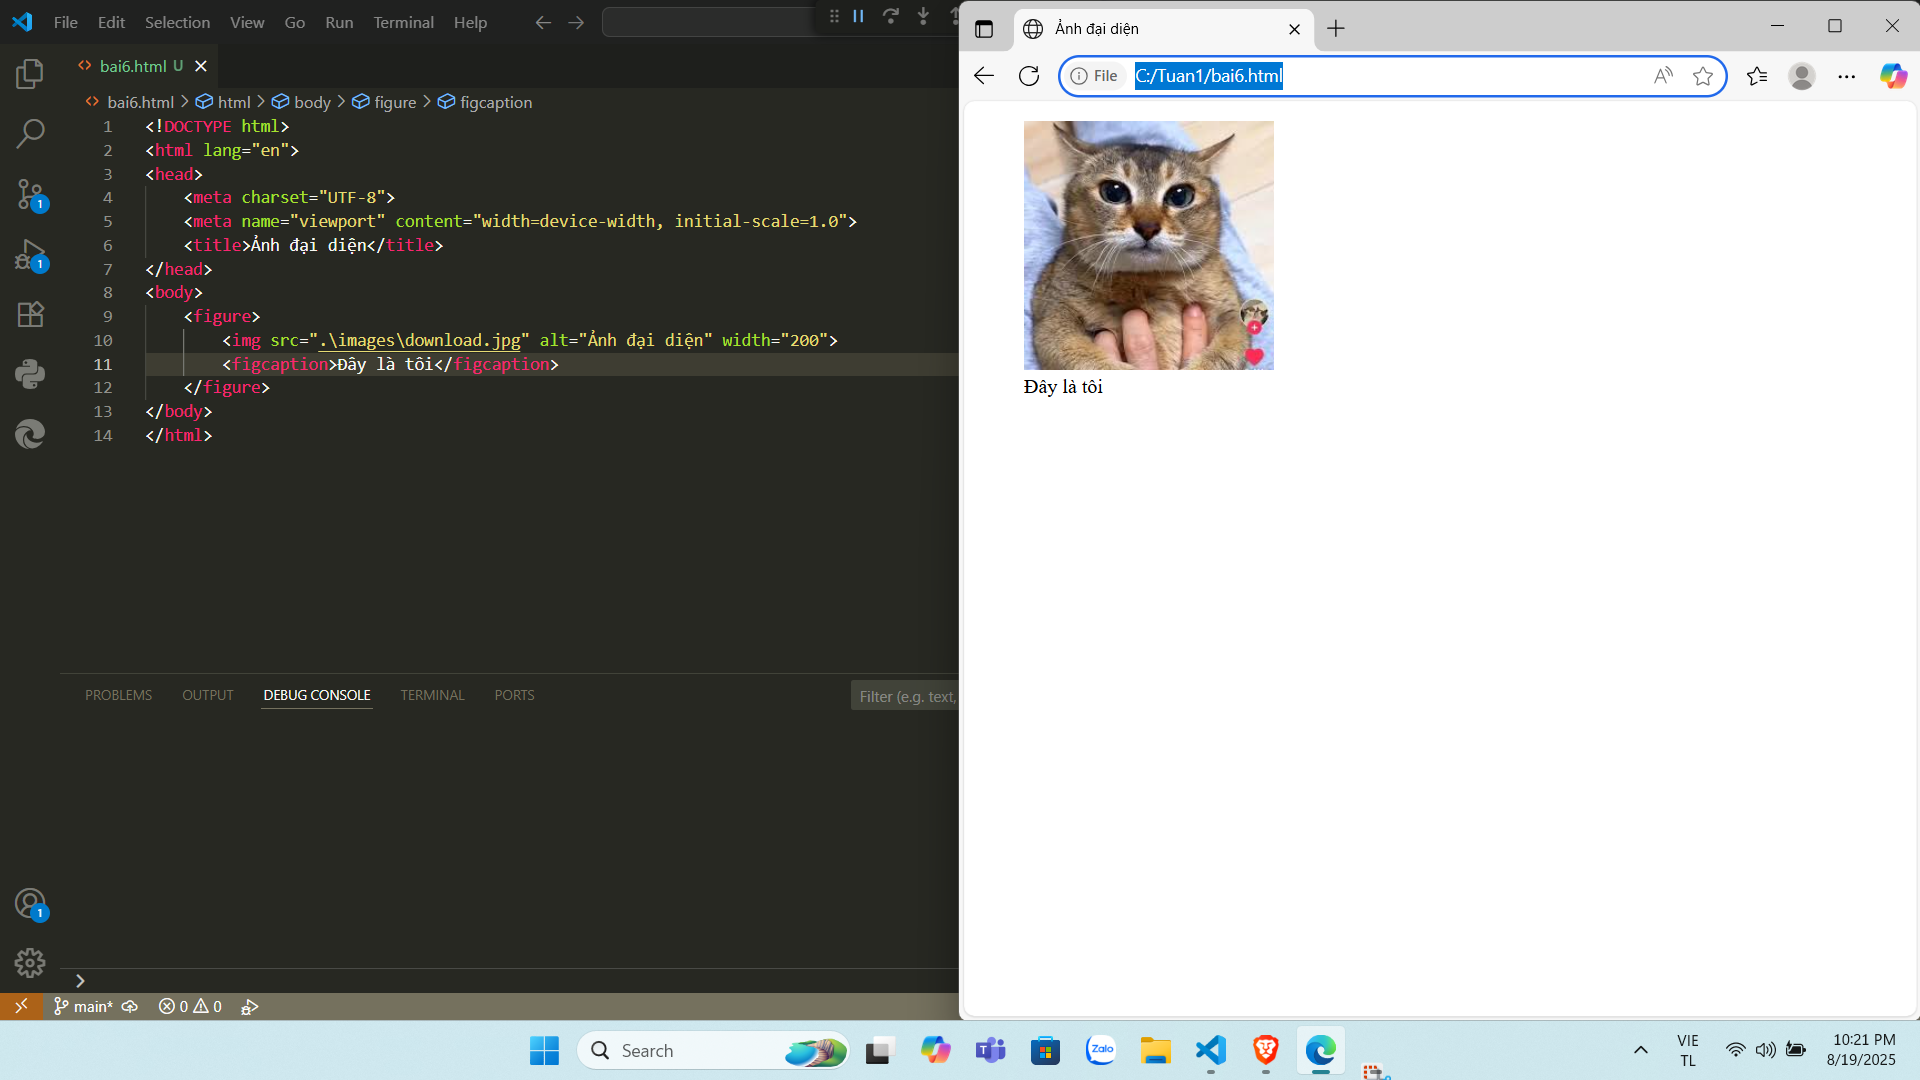 File Edit Selection View Go Run Terminal Help
bai6.html U
bai6.html > html > body > figure > figcaption
1 <!DOCTYPE html>
2 <html lang="en">
3 <head>
4 <meta charset="UTF-8">
5 <meta name="viewport" content="width=device-width, initial-scale=1.0">
6 <title>Ảnh đại diện</title>
7 </head>
8 <body>
9 <figure>
10 <img src=".\images\download.jpg" alt="Ảnh đại diện" width="200">
11 <figcaption>Đây là tôi</figcaption>
12 </figure>
13 </body>
14 </html>
1
1
PROBLEMS OUTPUT DEBUG CONSOLE TERMINAL PORTS
Filter (e.g. text,
1
main* 0 0
Ảnh đại diện
File C:/Tuan1/bai6.html
Đây là tôi
Search
Zalo
VIE
TL
10:21 PM
8/19/2025